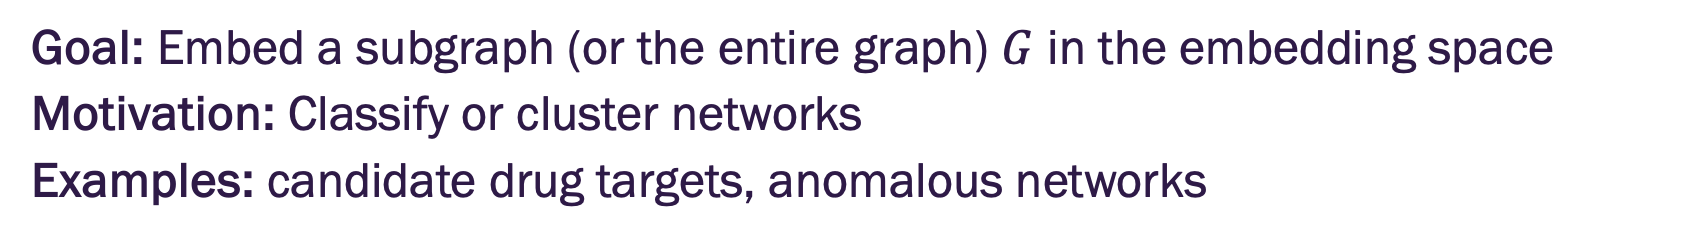 Goal: Embed a subgraph (or the entire graph) G in the embedding space
Motivation: Classify or cluster networks
Examples: candidate drug targets, anomalous networks